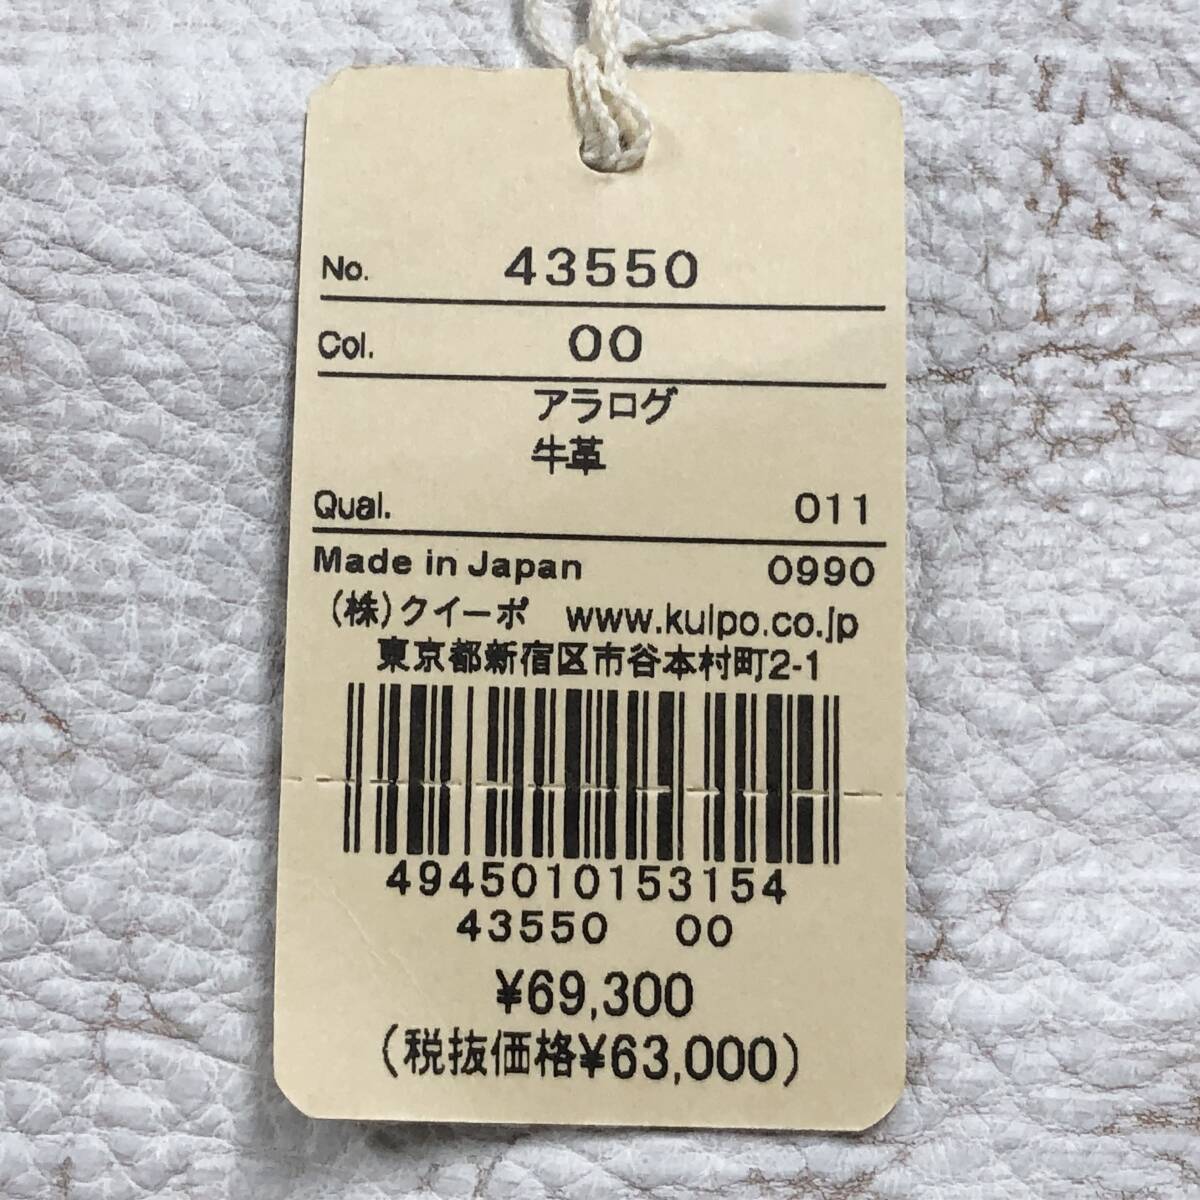 No. 43550
Col. 00
アラログ
牛革
Qual. 011
Made in Japan 0990
(株)クイーポ www.kuipo.co.jp
東京都新宿区市谷本村町2-1
4945010153154
43550 00
¥69,300
(税抜価格¥63,000)